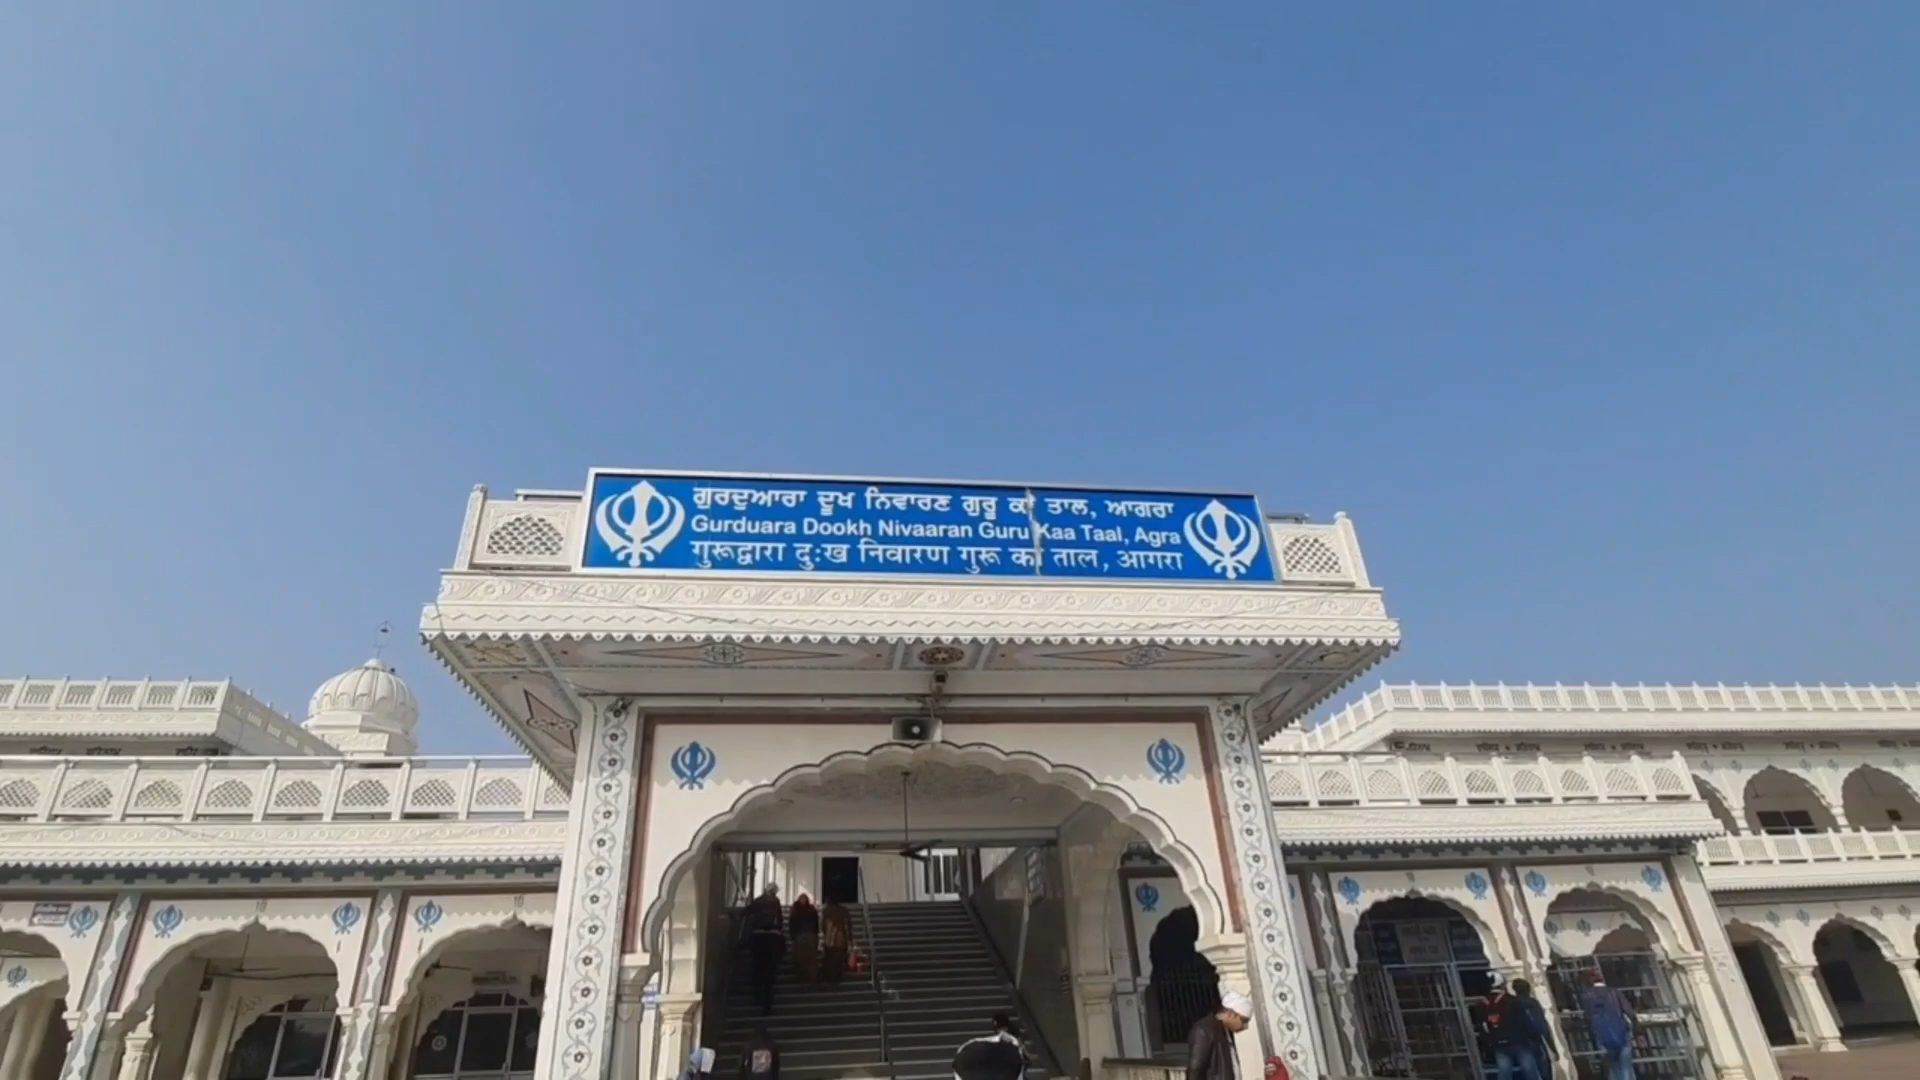 ਗੁਰਦੁਆਰਾ ਦੂਖ ਨਿਵਾਰਣ ਗੁਰੂ ਕਾ ਤਾਲ, ਆਗਰਾ
Gurduara Dookh Nivaaran Guru Kaa Taal, Agra
गुरूद्वारा दुःख निवारण गुरू का ताल, आगरा